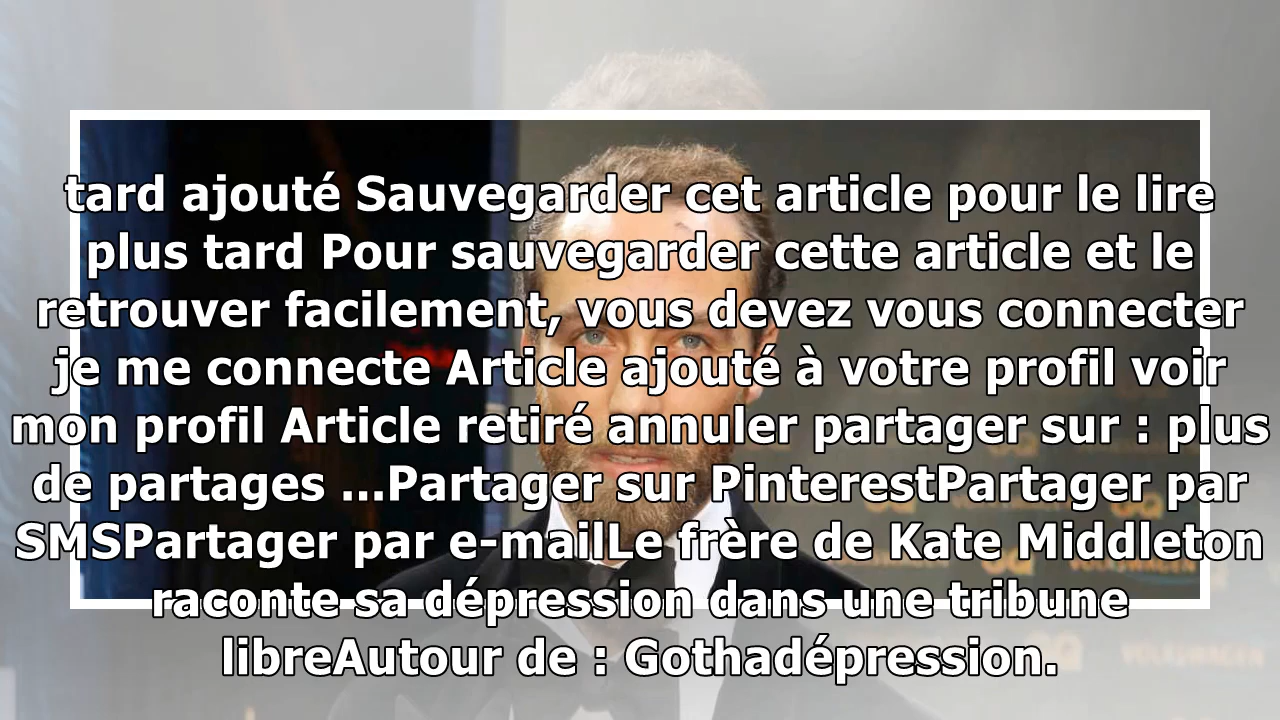 tard ajouté Sauvegarder cet article pour le lire
plus tard Pour sauvegarder cette article et le
retrouver facilement, vous devez vous connecter
je me connecte Article ajouté à votre profil voir
mon profil Article retiré annuler partager sur : plus
de partages ...Partager sur PinterestPartager par
SMSPartager par e-mailLe frère de Kate Middleton
raconte sa dépression dans une tribune
libreAutour de : Gothadépression.
VOLKSWAGEN